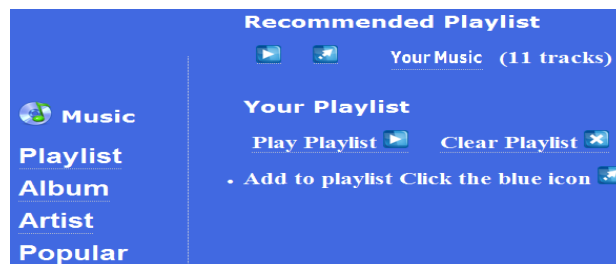 Recommended Playlist
Your Music (11 tracks)
Music
Your Playlist
Play Playlist Clear Playlist
Playlist
Add to playlist Click the blue icon
Album
Artist
Popular